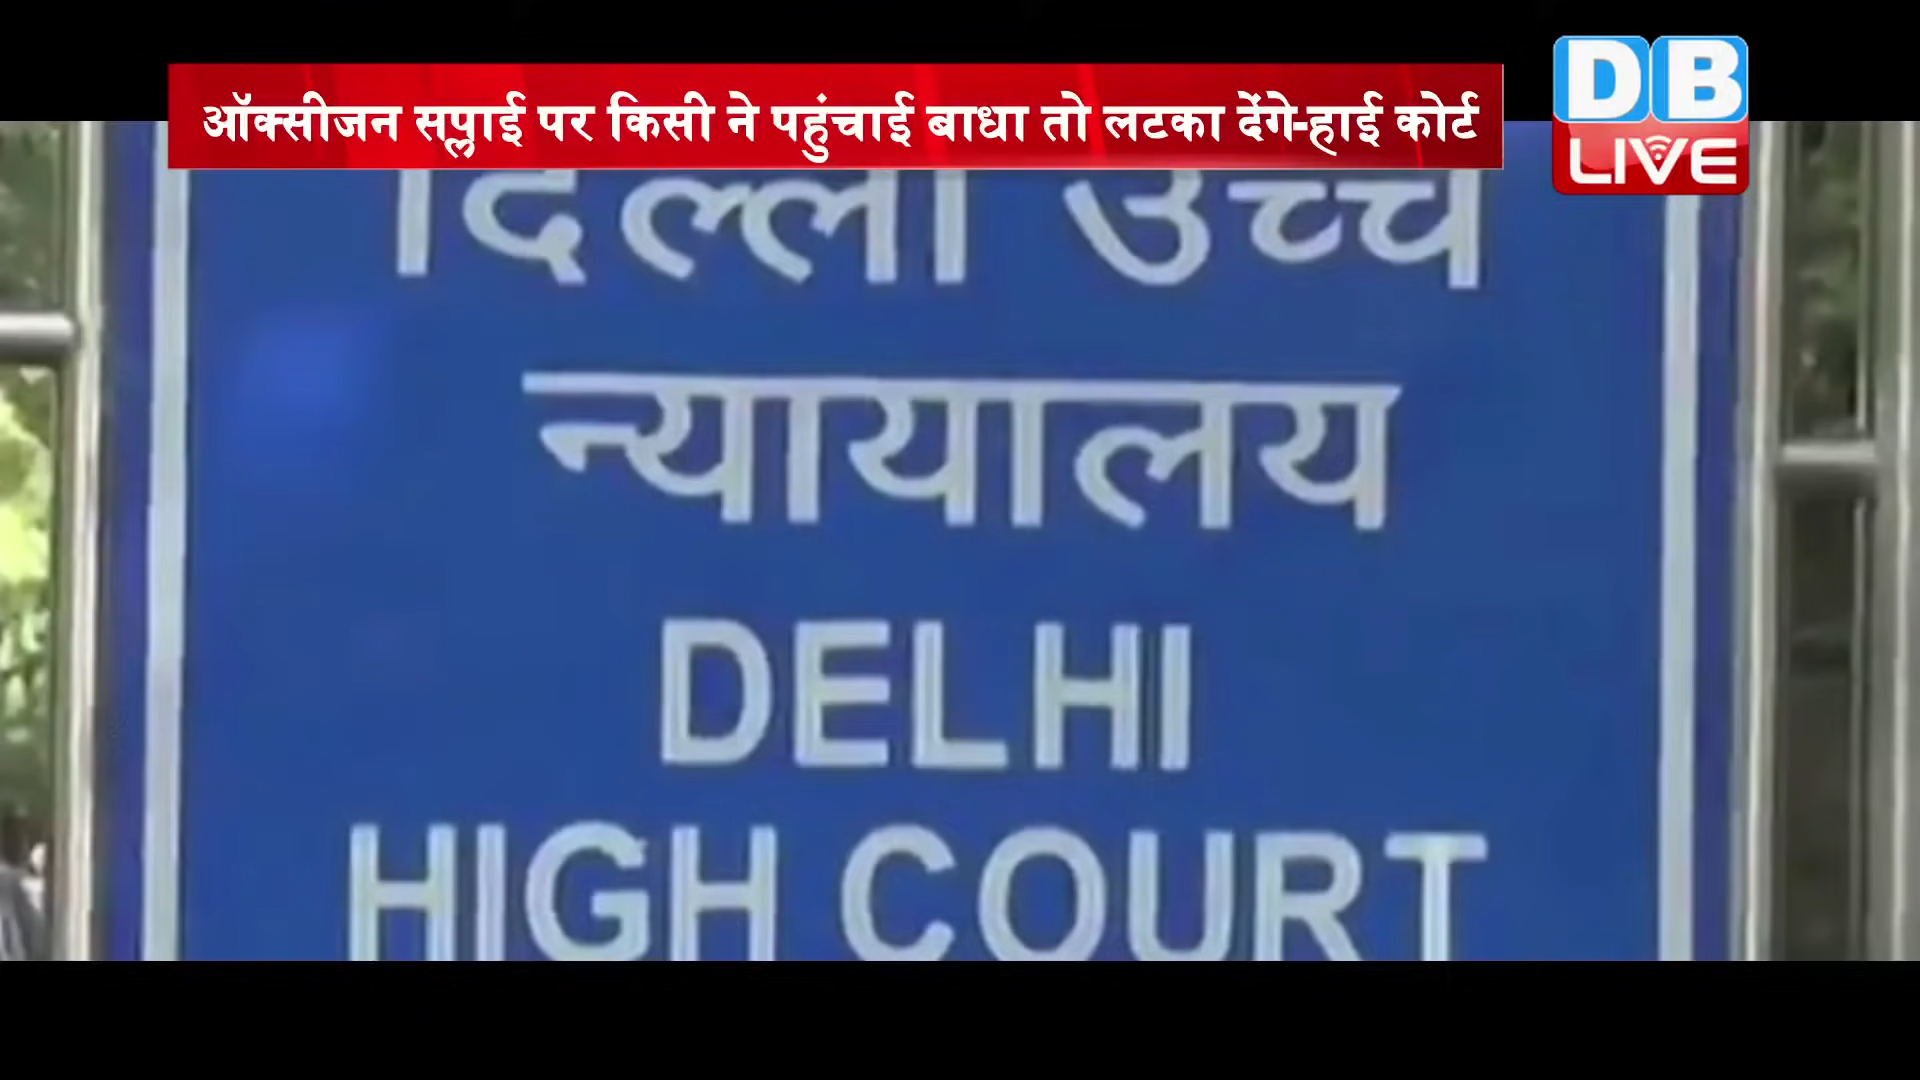 ऑक्सीजन सप्लाई पर किसी ने पहुंचाई बाधा तो लटका देंगे-हाई कोर्ट
DB
LIVE
दिल्ली उच्च
न्यायालय
DELHI
HIGH COURT